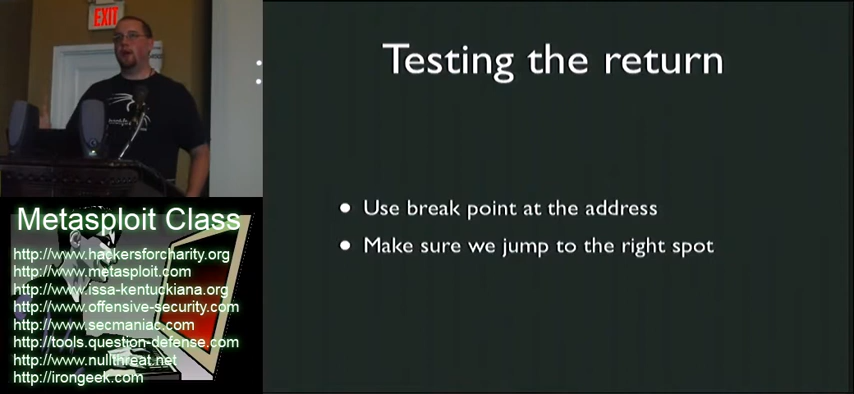 EXIT
Testing the return
● Use break point at the address
● Make sure we jump to the right spot
Metasploit Class
http://www.hackersforcharity.org
http://www.metasploit.com
http://www.issa-kentuckiana.org
http://www.offensive-security.com
http://www.secmaniac.com
http://tools.question-defense.com
http://www.nullthreat.net
http://irongeek.com